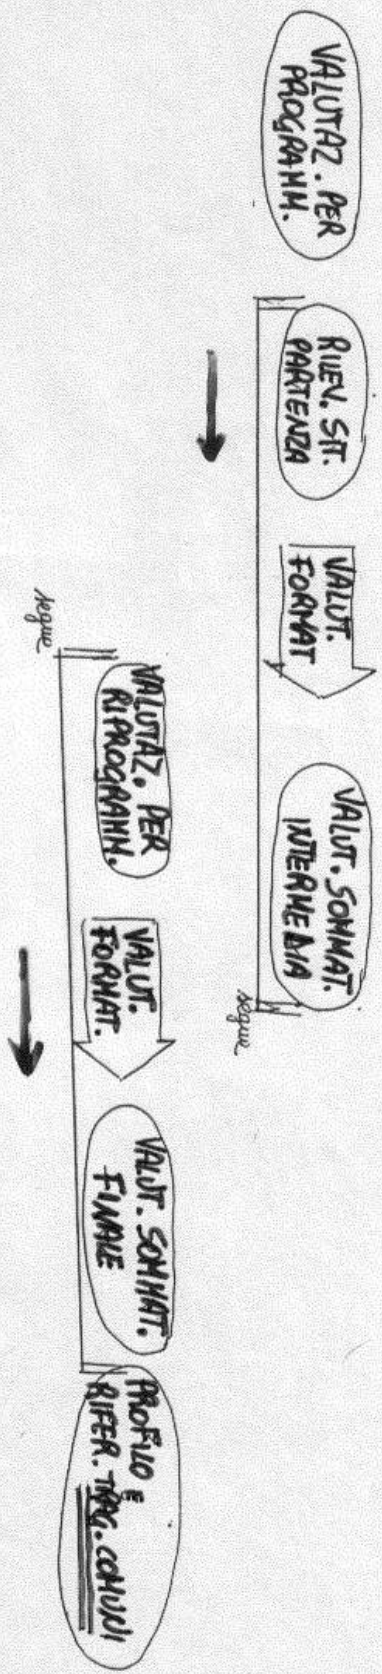 VALUTAZ. PER
PROGRAMM.
RILEV. SIT.
PARTENZA
VALUT.
FORMAT
VALUT. SOMMAT.
INTERMEDIA
segue
segue
VALUTAZ. PER
RIPROGRAMM.
VALUT.
FORMAT.
VALUT. SOMMAT.
FINALE
PROFILO E
RIFER. TRAG. COMUNI